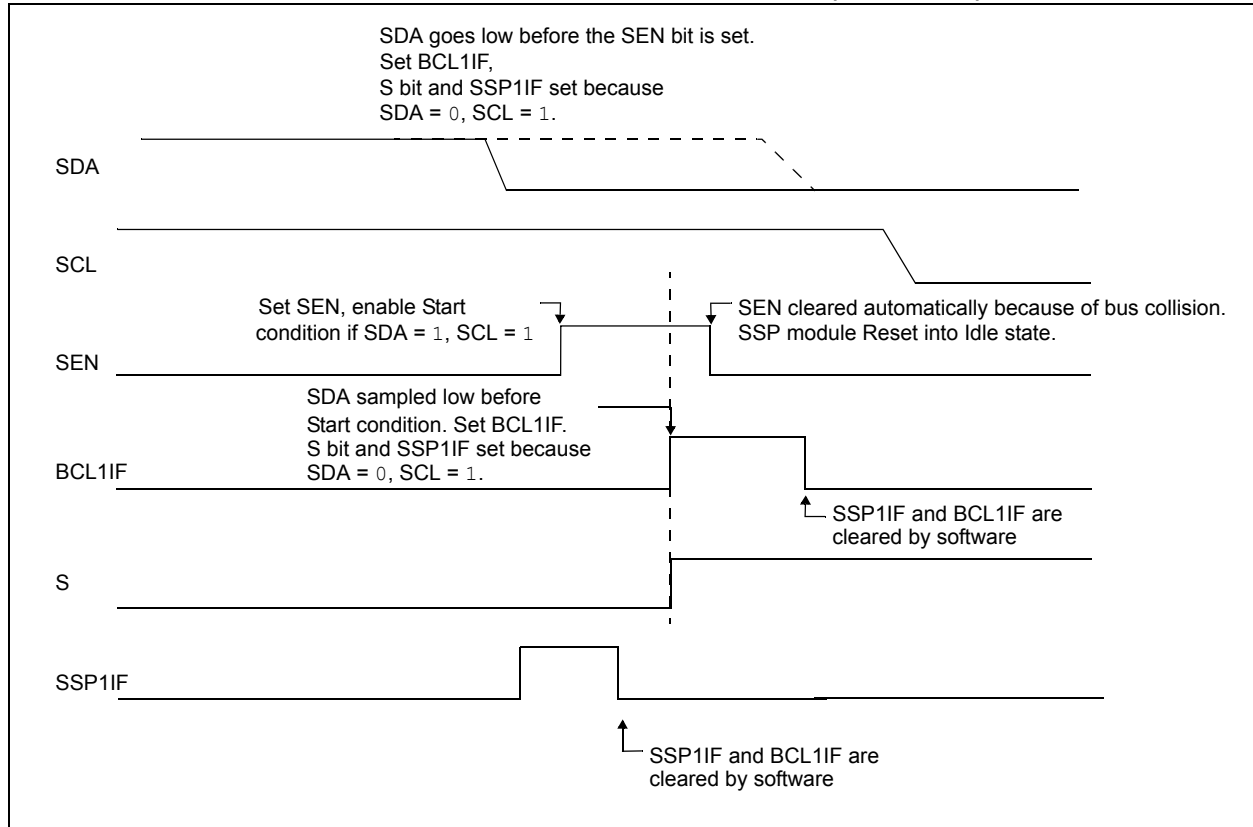 SDA goes low before the SEN bit is set.
Set BCL1IF,
S bit and SSP1IF set because
SDA = 0, SCL = 1.
SDA
SCL
Set SEN, enable Start
condition if SDA = 1, SCL = 1
SEN cleared automatically because of bus collision.
SSP module Reset into Idle state.
SEN
SDA sampled low before
Start condition. Set BCL1IF.
S bit and SSP1IF set because
SDA = 0, SCL = 1.
BCL1IF
SSP1IF and BCL1IF are
cleared by software
S
SSP1IF
SSP1IF and BCL1IF are
cleared by software